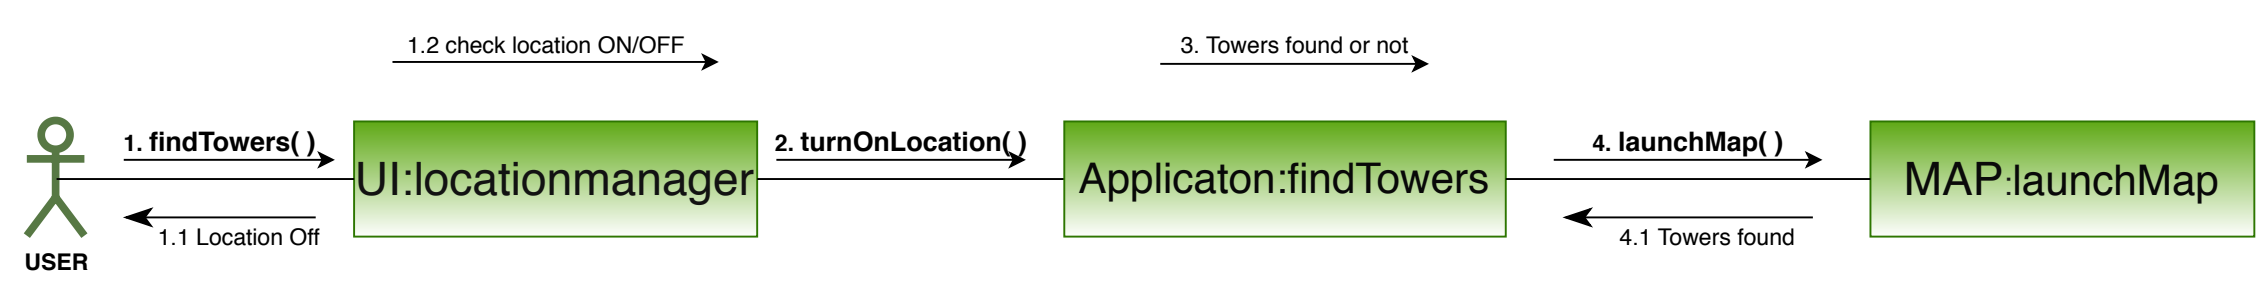 1.2 check location ON/OFF
3. Towers found or not
1. findTowers( )
2. turnOnLocation( )
4. launchMap( )
UI:locationmanager
Applicaton:findTowers
MAP:launchMap
1.1 Location Off
4.1 Towers found
USER